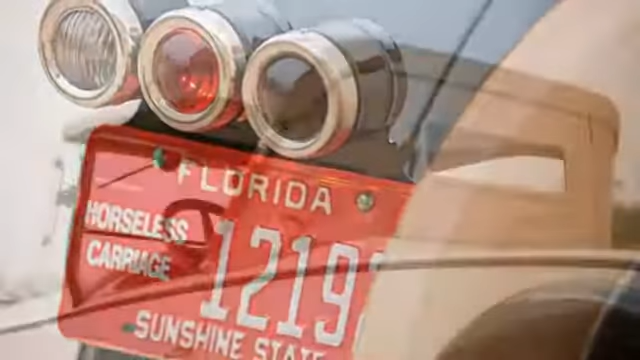 FLORIDA
HORSELESS
CARRIAGE
1219
SUNSHINE STATE